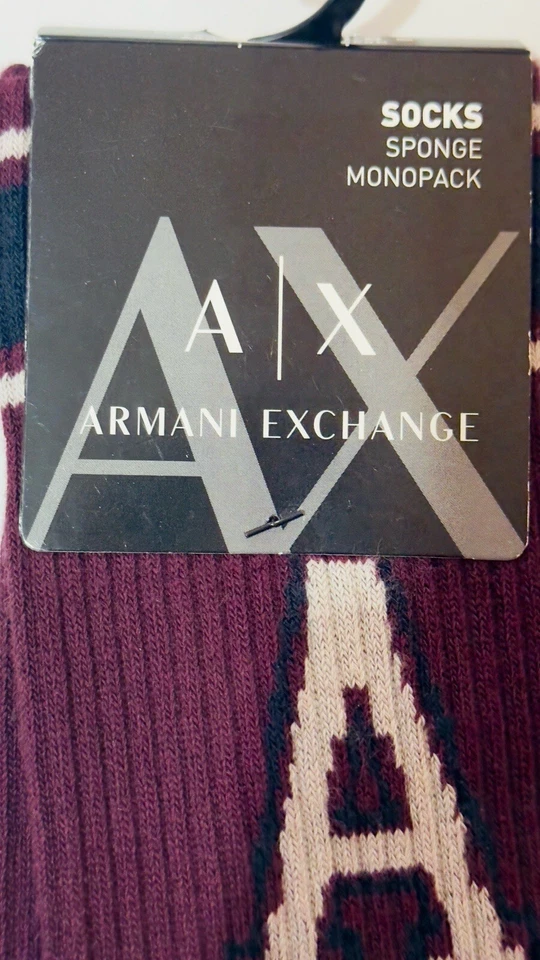 SOCKS
SPONGE
MONOPACK
AX
A|X
ARMANI EXCHANGE
A